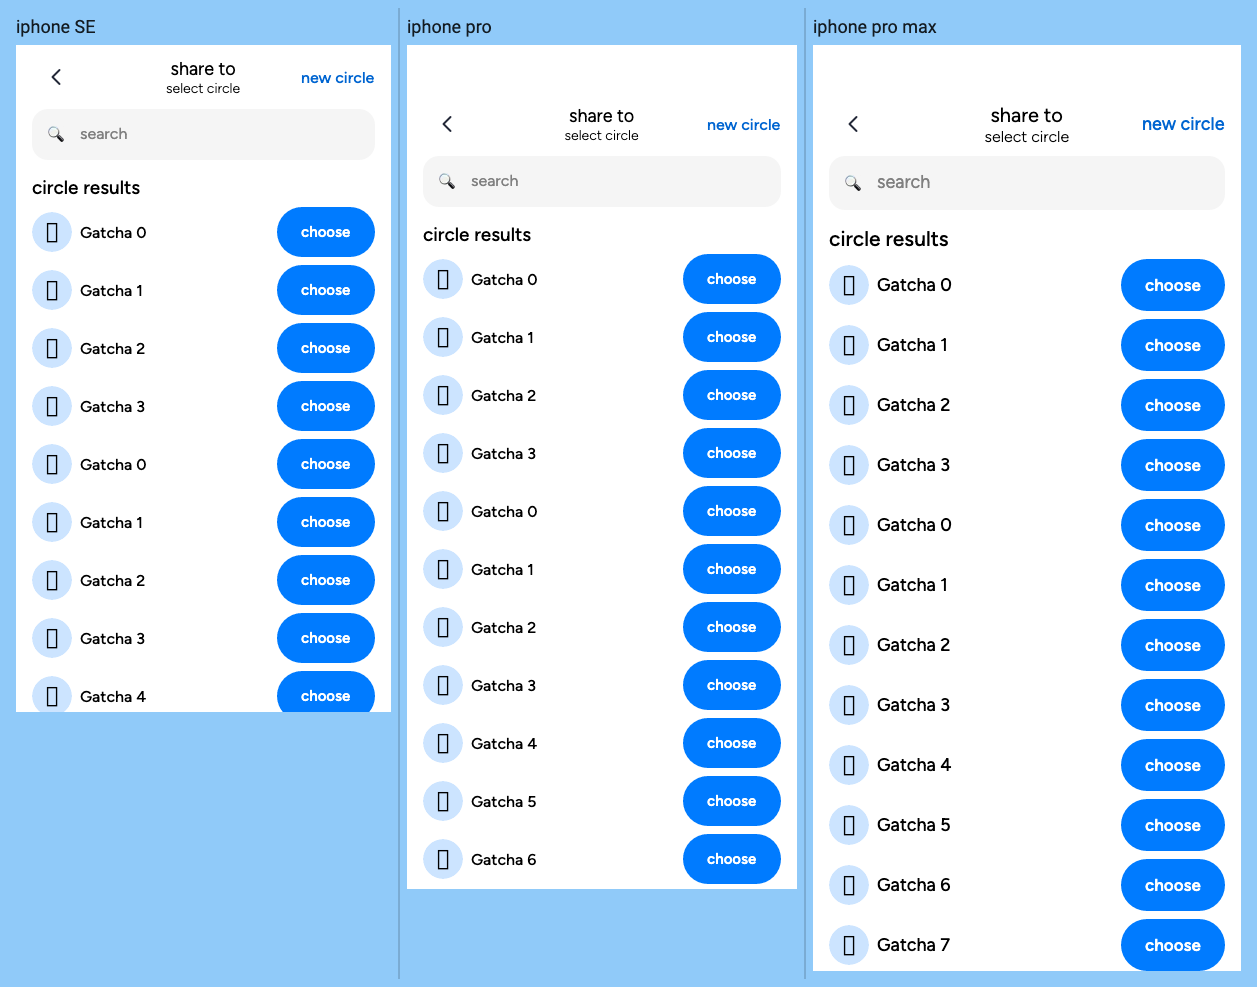 iphone SE
share to
select circle
new circle
search
circle results
Gatcha 0 choose
Gatcha 1 choose
Gatcha 2 choose
Gatcha 3 choose
Gatcha 0 choose
Gatcha 1 choose
Gatcha 2 choose
Gatcha 3 choose
Gatcha 4 choose
iphone pro
share to
select circle
new circle
search
circle results
Gatcha 0 choose
Gatcha 1 choose
Gatcha 2 choose
Gatcha 3 choose
Gatcha 0 choose
Gatcha 1 choose
Gatcha 2 choose
Gatcha 3 choose
Gatcha 4 choose
Gatcha 5 choose
Gatcha 6 choose
iphone pro max
share to
select circle
new circle
search
circle results
Gatcha 0 choose
Gatcha 1 choose
Gatcha 2 choose
Gatcha 3 choose
Gatcha 0 choose
Gatcha 1 choose
Gatcha 2 choose
Gatcha 3 choose
Gatcha 4 choose
Gatcha 5 choose
Gatcha 6 choose
Gatcha 7 choose